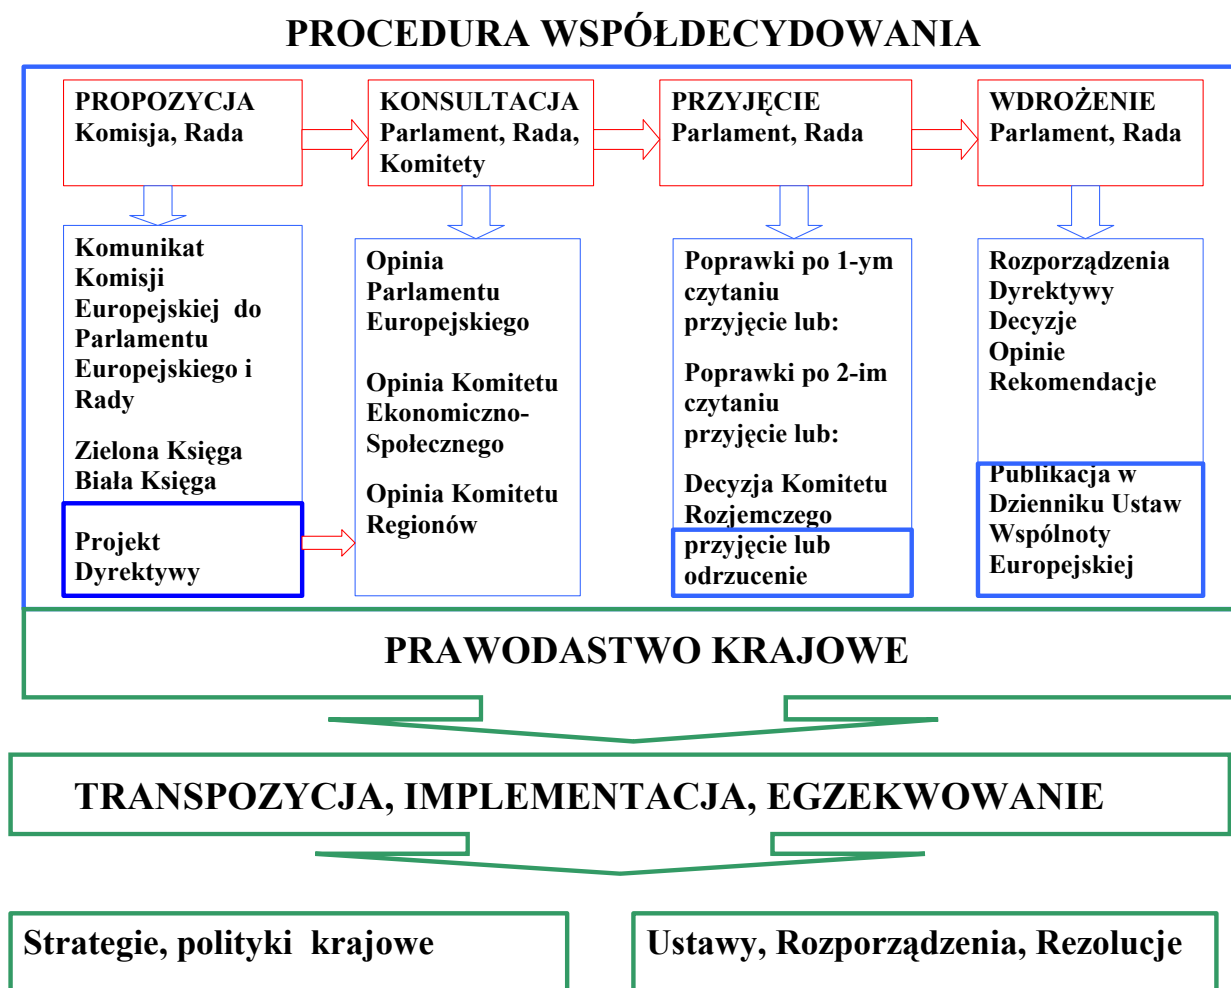 PROCEDURA WSPÓŁDECYDOWANIA
PROPOZYCJA
Komisja, Rada
KONSULTACJA
Parlament, Rada,
Komitety
PRZYJĘCIE
Parlament, Rada
WDROŻENIE
Parlament, Rada
Komunikat
Komisji
Europejskiej do
Parlamentu
Europejskiego i
Rady
Zielona Księga
Biała Księga
Projekt
Dyrektywy
Opinia
Parlamentu
Europejskiego
Opinia Komitetu
Ekonomiczno-
Społecznego
Opinia Komitetu
Regionów
Poprawki po 1-ym
czytaniu
przyjęcie lub:
Poprawki po 2-im
czytaniu
przyjęcie lub:
Decyzja Komitetu
Rozjemczego
przyjęcie lub
odrzucenie
Rozporządzenia
Dyrektywy
Decyzje
Opinie
Rekomendacje
Publikacja w
Dzienniku Ustaw
Wspólnoty
Europejskiej
PRAWODASTWO KRAJOWE
TRANSPOZYCJA, IMPLEMENTACJA, EGZEKWOWANIE
Strategie, polityki krajowe
Ustawy, Rozporządzenia, Rezolucje